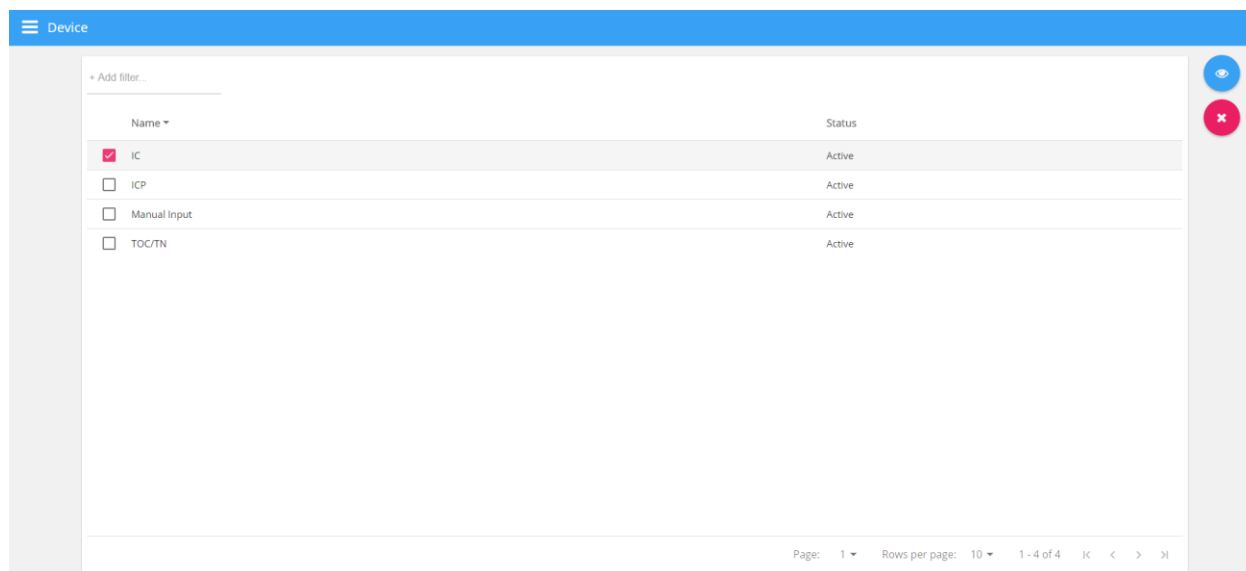 Device
+ Add filter...
Name Status
IC Active
ICP Active
Manual Input Active
TOC/TN Active
Page: 1 Rows per page: 10 1 - 4 of 4